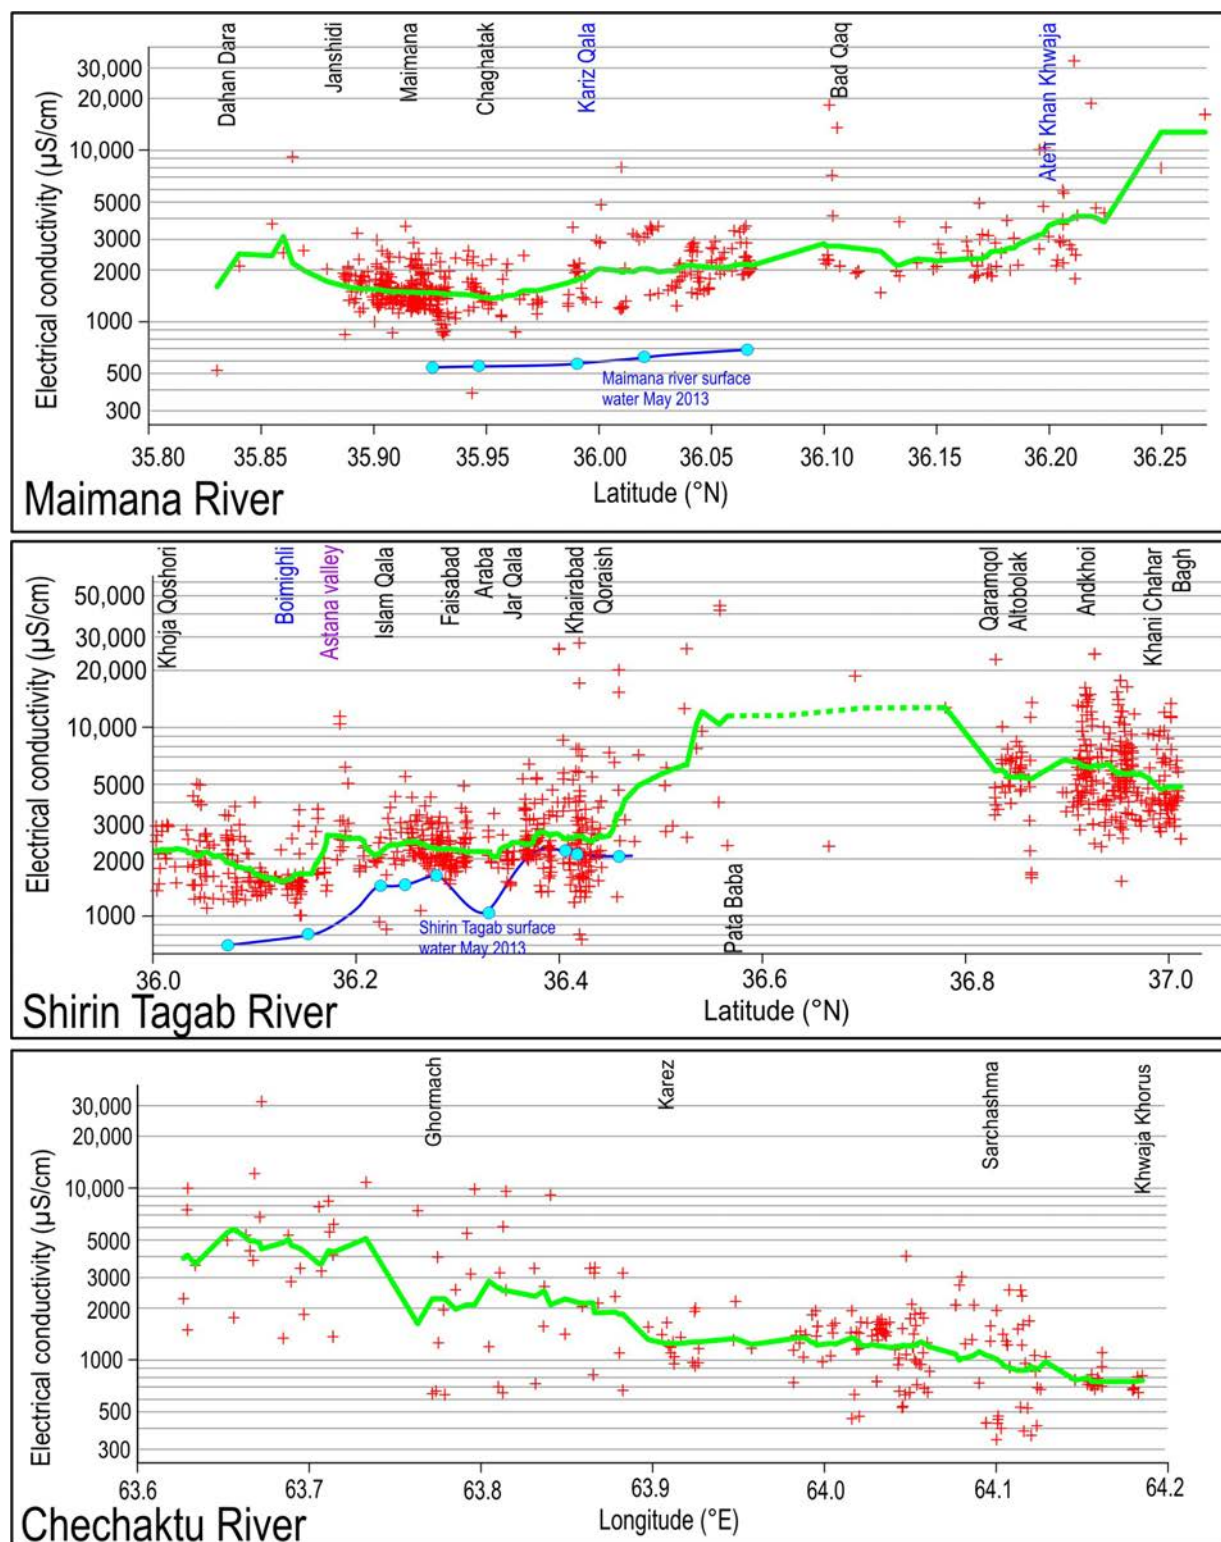 Dahan Dara
Janshidi
Maimana
Chaghatak
Kariz Qala
Bad Qaq
Ate'i Khan Khwaja
Electrical conductivity (µS/cm)
30,000
20,000
10,000
5000
3000
2000
1000
500
300
Maimana river surface
water May 2013
35.80
35.85
35.90
35.95
36.00
36.05
36.10
36.15
36.20
36.25
Latitude (°N)
Maimana River
Khoja Qoshori
Boimighli
Astana valley
Islam Qala
Faisabad
Araba
Jar Qala
Khairabad
Qoraish
Qaramqol
Altobolak
Andkhoi
Khani Chahar
Bagh
Electrical conductivity (µS/cm)
50,000
30,000
20,000
10,000
5000
3000
2000
1000
Shirin Tagab surface
water May 2013
Pata Baba
36.0
36.2
36.4
36.6
36.8
37.0
Latitude (°N)
Shirin Tagab River
Ghormach
Karez
Sarchashma
Khwaja Khorus
Electrical conductivity (µS/cm)
30,000
20,000
10,000
5000
3000
2000
1000
500
300
63.6
63.7
63.8
63.9
64.0
64.1
64.2
Longitude (°E)
Chechaktu River